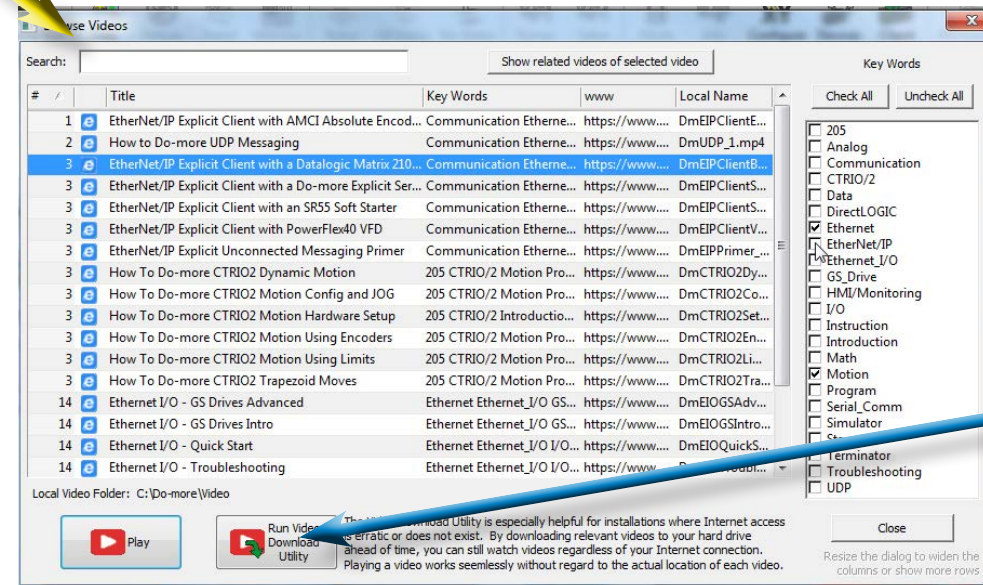 Browse Videos
Search:
Show related videos of selected video
Key Words
# Title Key Words www Local Name
Check All Uncheck All
1 EtherNet/IP Explicit Client with AMCI Absolute Encod... Communication Etherne... https://www.... DmEIPClientE...
2 How to Do-more UDP Messaging Communication Etherne... https://www.... DmUDP_1.mp4
3 EtherNet/IP Explicit Client with a Datalogic Matrix 210... Communication Etherne... https://www.... DmEIPClientB...
3 EtherNet/IP Explicit Client with a Do-more Explicit Ser... Communication Etherne... https://www.... DmEIPClientS...
3 EtherNet/IP Explicit Client with an SR55 Soft Starter Communication Etherne... https://www.... DmEIPClientS...
3 EtherNet/IP Explicit Client with PowerFlex40 VFD Communication Etherne... https://www.... DmEIPClientV...
3 EtherNet/IP Explicit Unconnected Messaging Primer Communication Etherne... https://www.... DmEIPPrimer_...
3 How To Do-more CTRIO2 Dynamic Motion 205 CTRIO/2 Motion Pro... https://www.... DmCTRIO2Dy...
3 How To Do-more CTRIO2 Motion Config and JOG 205 CTRIO/2 Motion Pro... https://www.... DmCTRIO2Co...
3 How To Do-more CTRIO2 Motion Hardware Setup 205 CTRIO/2 Introductio... https://www.... DmCTRIO2Set...
3 How To Do-more CTRIO2 Motion Using Encoders 205 CTRIO/2 Motion Pro... https://www.... DmCTRIO2En...
3 How To Do-more CTRIO2 Motion Using Limits 205 CTRIO/2 Motion Pro... https://www.... DmCTRIO2Li...
3 How To Do-more CTRIO2 Trapezoid Moves 205 CTRIO/2 Motion Pro... https://www.... DmCTRIO2Tra...
14 Ethernet I/O - GS Drives Advanced Ethernet Ethernet_I/O GS... https://www.... DmEIOGSAdv...
14 Ethernet I/O - GS Drives Intro Ethernet Ethernet_I/O GS... https://www.... DmEIOGSIntro...
14 Ethernet I/O - Quick Start Ethernet Ethernet_I/O I/O... https://www.... DmEIOQuickS...
14 Ethernet I/O - Troubleshooting Ethernet Ethernet_I/O I/O... https://www....
205
Analog
Communication
CTRIO/2
Data
DirectLOGIC
Ethernet
EtherNet/IP
Ethernet_I/O
GS_Drive
HMI/Monitoring
I/O
Instruction
Introduction
Math
Motion
Program
Serial_Comm
Simulator
Terminator
Troubleshooting
UDP
Local Video Folder: C:\Do-more\Video
Play
Run Video
Download
Utility
The Video Download Utility is especially helpful for installations where Internet access
is erratic or does not exist. By downloading relevant videos to your hard drive
ahead of time, you can still watch videos regardless of your Internet connection.
Playing a video works seemlessly without regard to the actual location of each video.
Close
Resize the dialog to widen the
columns or show more rows